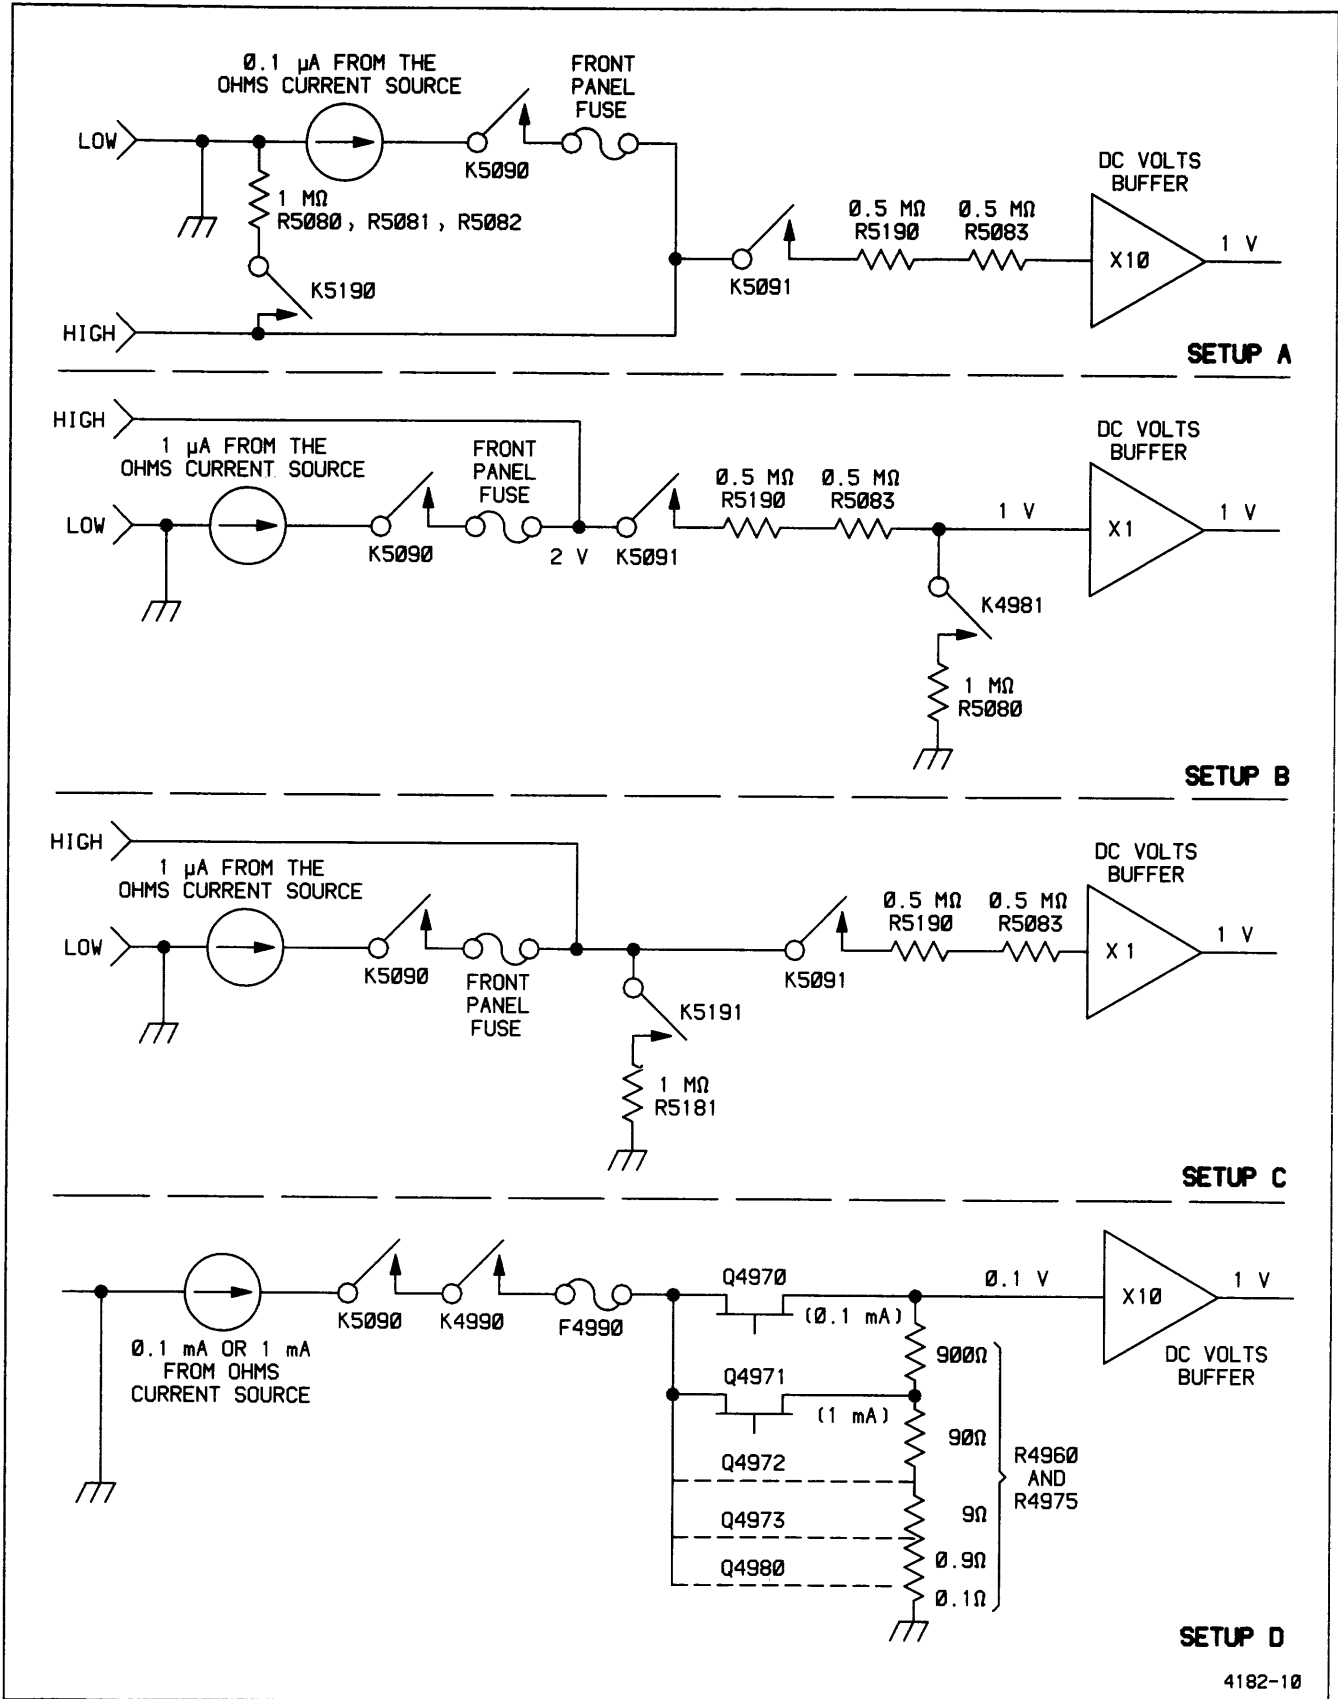 0.1 µA FROM THE
OHMS CURRENT SOURCE
FRONT
PANEL
FUSE
LOW
K5090
1 MΩ
R5080, R5081, R5082
K5190
HIGH
K5091
0.5 MΩ
R5190
0.5 MΩ
R5083
DC VOLTS
BUFFER
X10
1 V
SETUP A
HIGH
1 µA FROM THE
OHMS CURRENT SOURCE
LOW
K5090
FRONT
PANEL
FUSE
2 V
K5091
0.5 MΩ
R5190
0.5 MΩ
R5083
1 V
DC VOLTS
BUFFER
X1
1 V
K4981
1 MΩ
R5080
SETUP B
HIGH
1 µA FROM THE
OHMS CURRENT SOURCE
LOW
K5090
FRONT
PANEL
FUSE
K5191
1 MΩ
R5181
K5091
0.5 MΩ
R5190
0.5 MΩ
R5083
DC VOLTS
BUFFER
X1
1 V
SETUP C
0.1 mA OR 1 mA
FROM OHMS
CURRENT SOURCE
K5090
K4990
F4990
Q4970
(0.1 mA)
Q4971
(1 mA)
Q4972
Q4973
Q4980
0.1 V
900Ω
90Ω
9Ω
0.9Ω
0.1Ω
R4960
AND
R4975
X10
1 V
DC VOLTS
BUFFER
SETUP D
4182-10